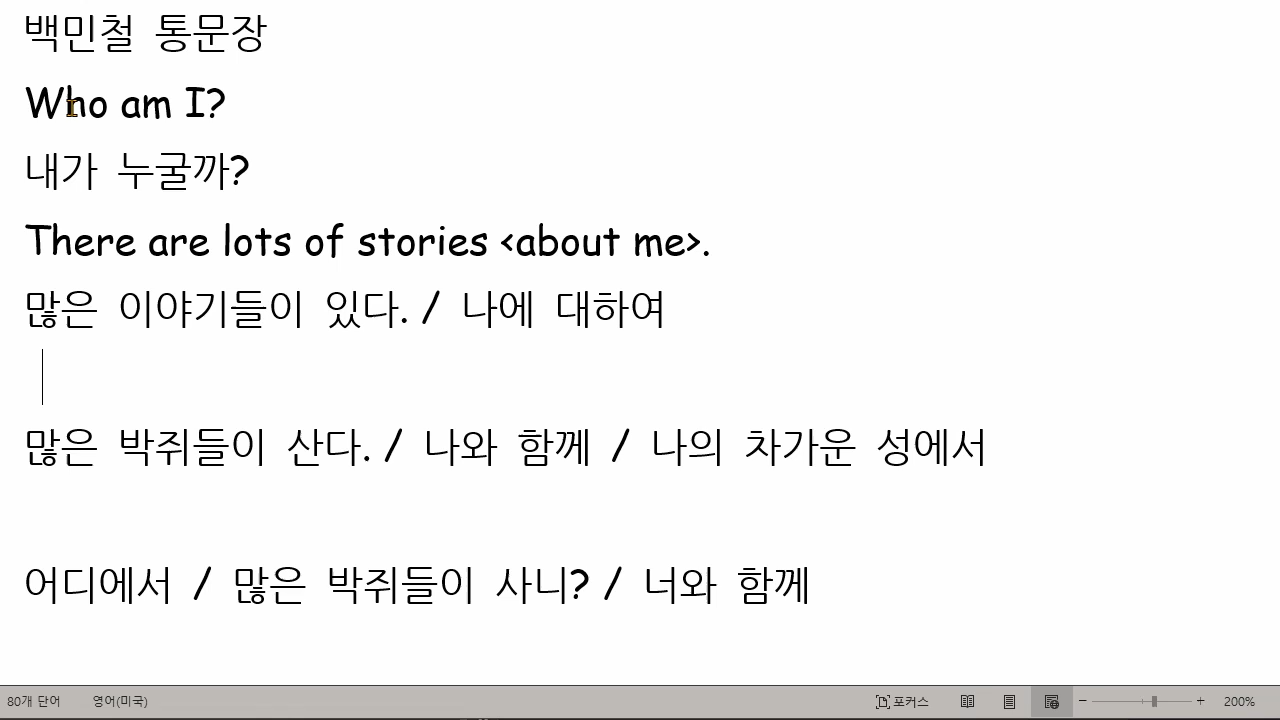 백민철 통문장
Who am I?
내가 누굴까?
There are lots of stories <about me>.
많은 이야기들이 있다. / 나에 대하여
많은 박쥐들이 산다. / 나와 함께 / 나의 차가운 성에서
어디에서 / 많은 박쥐들이 사니? / 너와 함께
80개 단어 영어(미국) 포커스 200%